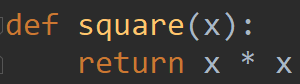 def square(x):
    return x * x